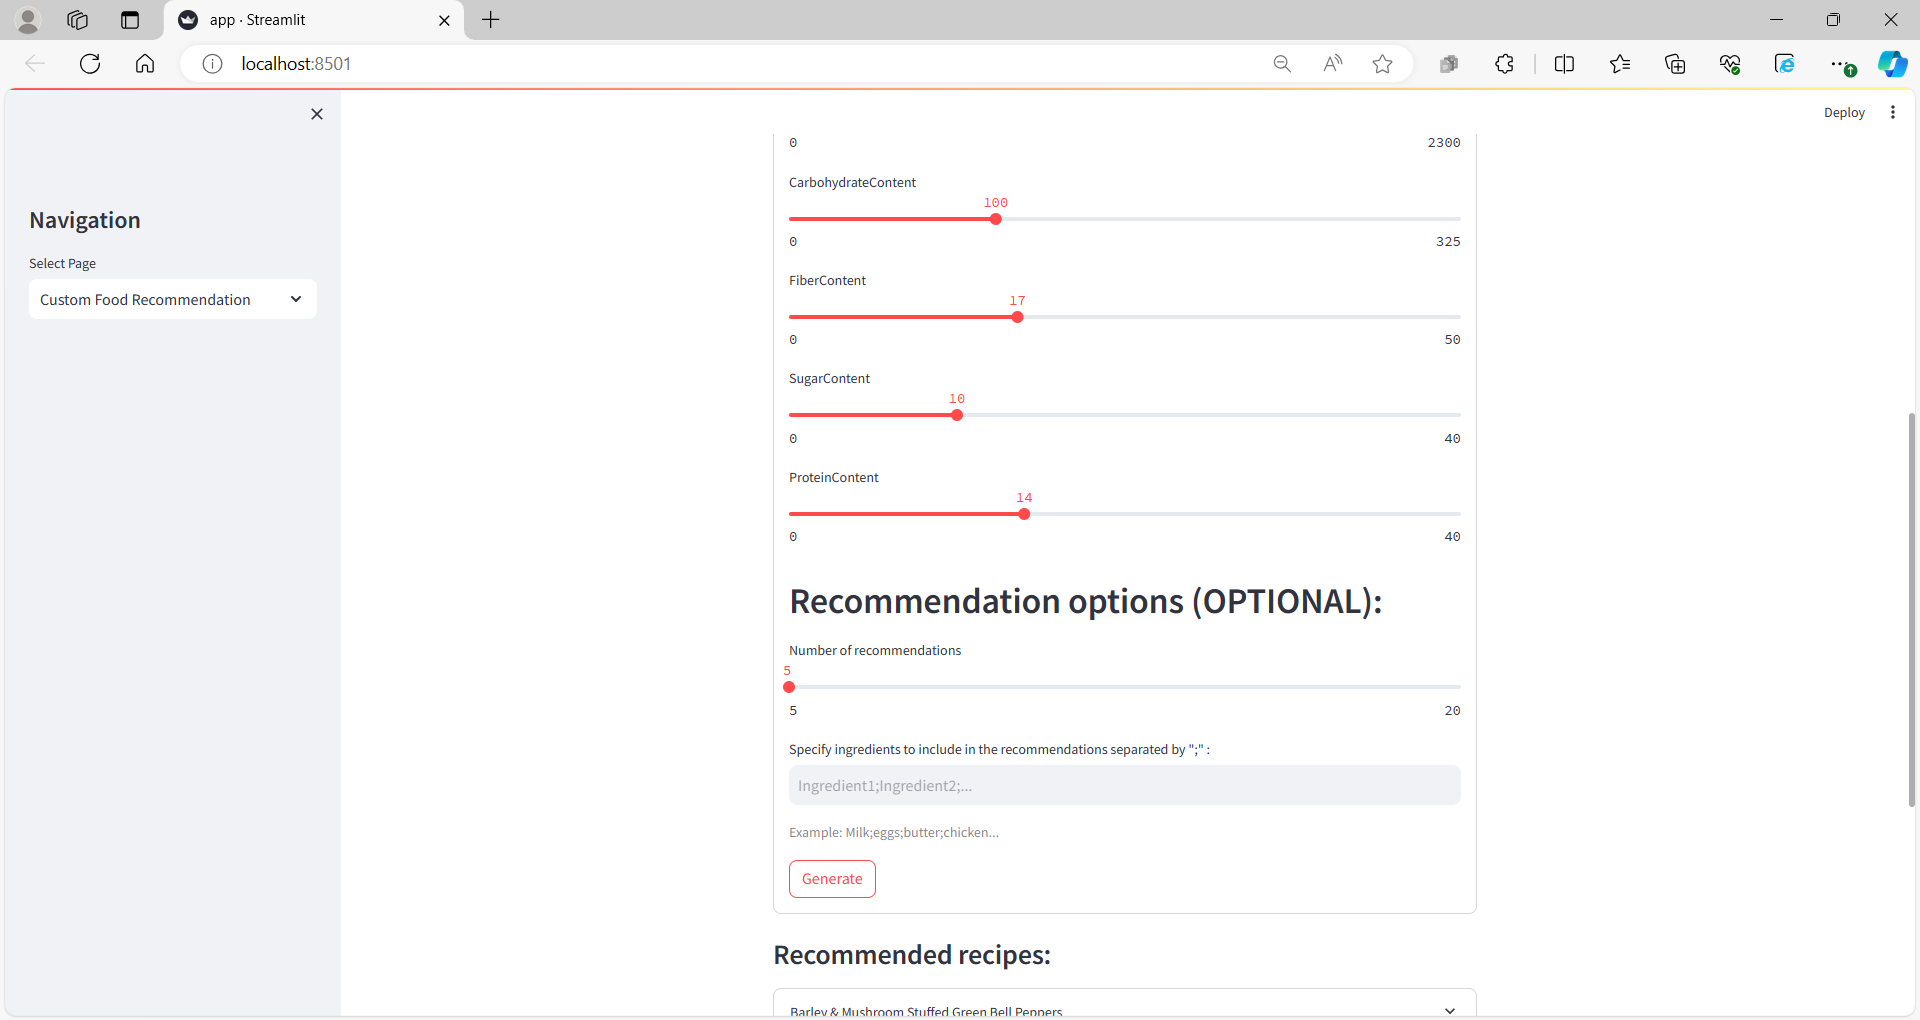 app · Streamlit
localhost:8501
Deploy
Navigation
Select Page
Custom Food Recommendation
0 2300
CarbohydrateContent
100
0 325
FiberContent
17
0 50
SugarContent
10
0 40
ProteinContent
14
0 40
Recommendation options (OPTIONAL):
Number of recommendations
5
5 20
Specify ingredients to include in the recommendations separated by ";" :
Ingredient1;Ingredient2;...
Example: Milk;eggs;butter;chicken...
Generate
Recommended recipes:
Barley & Mushroom Stuffed Green Bell Peppers